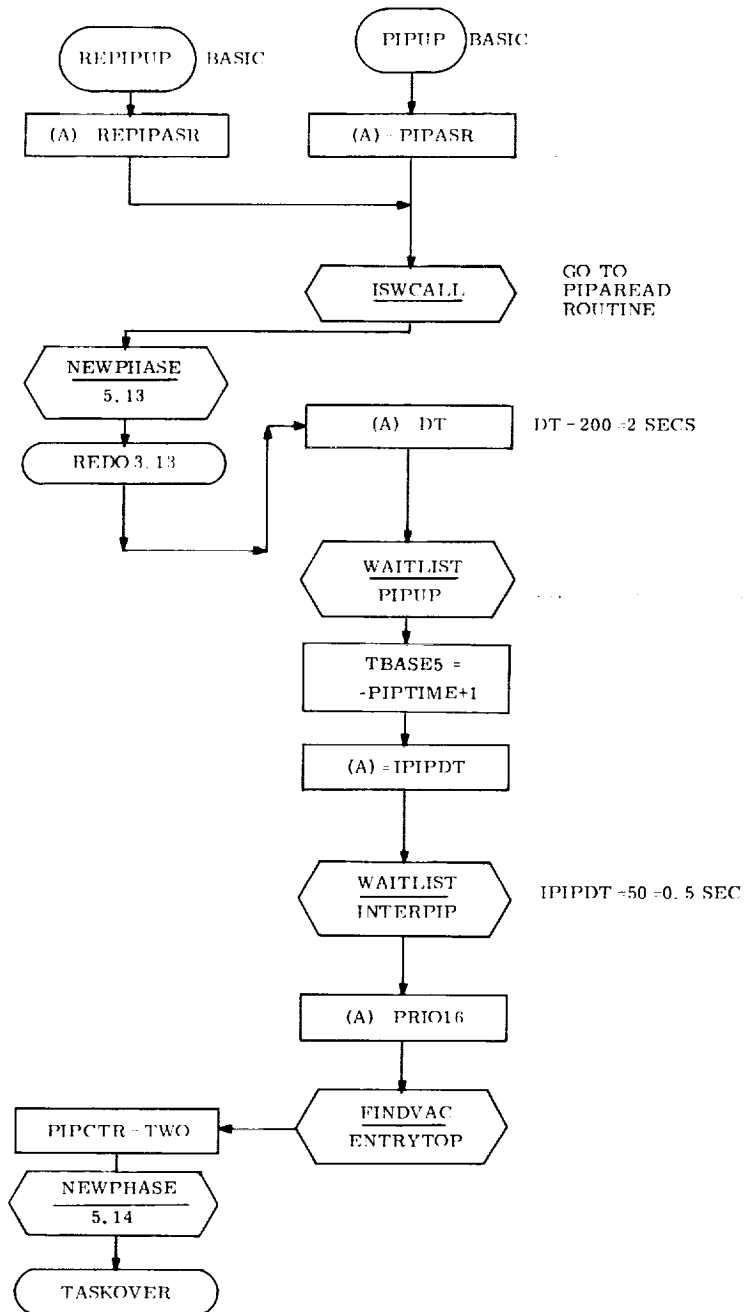 REPIPUP BASIC
PIPUP BASIC
(A) REPIPASR
(A) = PIPASR
ISWCALL
GO TO
PIPAREAD
ROUTINE
NEWPHASE
5.13
REDO 3.13
(A) DT
DT = 200 = 2 SECS
WAITLIST
PIPUP
TBASE5 =
-PIPTIME+1
(A) = IPIPDT
WAITLIST
INTERPIP
IPIPDT = 50 = 0.5 SEC
(A) PRIO16
FINDVAC
ENTRYTOP
PIPCTR = TWO
NEWPHASE
5.14
TASKOVER